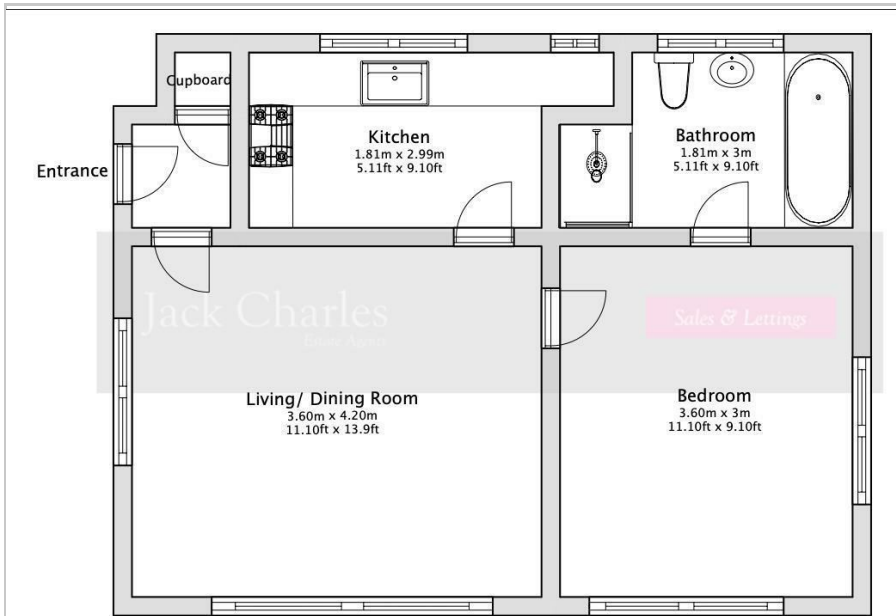 Cupboard
Kitchen
1.81m x 2.99m
5.11ft x 9.10ft
Bathroom
1.81m x 3m
5.11ft x 9.10ft
Entrance
Jack Charles
Estate Agents
Sales & Lettings
Living/ Dining Room
3.60m x 4.20m
11.10ft x 13.9ft
Bedroom
3.60m x 3m
11.10ft x 9.10ft